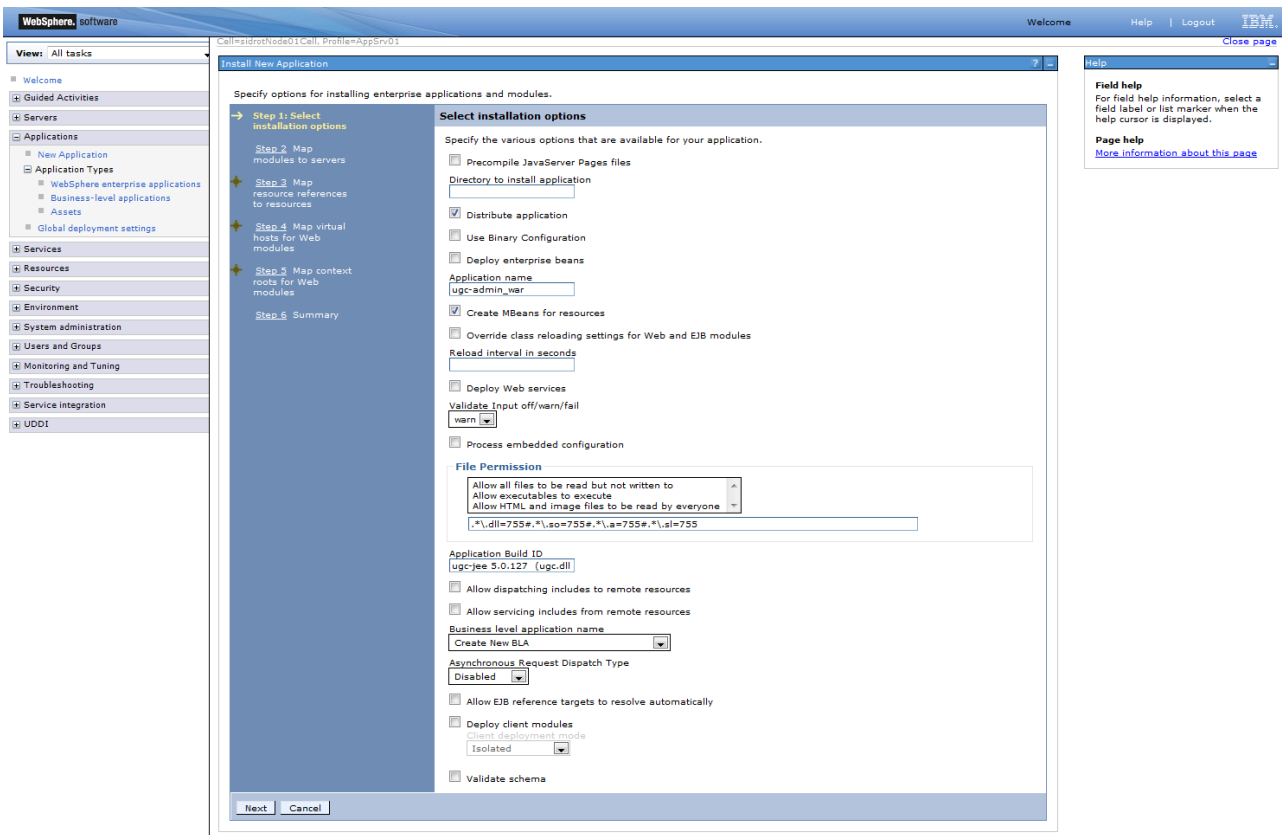 WebSphere. software
Welcome Help | Logout IBM.
Cell=sidrotNode01Cell, Profile=AppSrv01
Close page
View: All tasks
Welcome
Guided Activities
Servers
Applications
New Application
Application Types
WebSphere enterprise applications
Business-level applications
Assets
Global deployment settings
Services
Resources
Security
Environment
System administration
Users and Groups
Monitoring and Tuning
Troubleshooting
Service integration
UDDI
Install New Application
?
Specify options for installing enterprise applications and modules.
Step 1: Select
installation options
Step 2 Map
modules to servers
Step 3 Map
resource references
to resources
Step 4 Map virtual
hosts for Web
modules
Step 5 Map context
roots for Web
modules
Step 6 Summary
Select installation options
Specify the various options that are available for your application.
Precompile JavaServer Pages files
Directory to install application
Distribute application
Use Binary Configuration
Deploy enterprise beans
Application name
ugc-admin_war
Create MBeans for resources
Override class reloading settings for Web and EJB modules
Reload interval in seconds
Deploy Web services
Validate Input off/warn/fail
warn
Process embedded configuration
File Permission
Allow all files to be read but not written to
Allow executables to execute
Allow HTML and image files to be read by everyone
.*\.dll=755#.*\.so=755#.*\.a=755#.*\.sl=755
Application Build ID
ugc-jee 5.0.127 (ugc.dll
Allow dispatching includes to remote resources
Allow servicing includes from remote resources
Business level application name
Create New BLA
Asynchronous Request Dispatch Type
Disabled
Allow EJB reference targets to resolve automatically
Deploy client modules
Client deployment mode
Isolated
Validate schema
Next Cancel
Help
Field help
For field help information, select a
field label or list marker when the
help cursor is displayed.
Page help
More information about this page